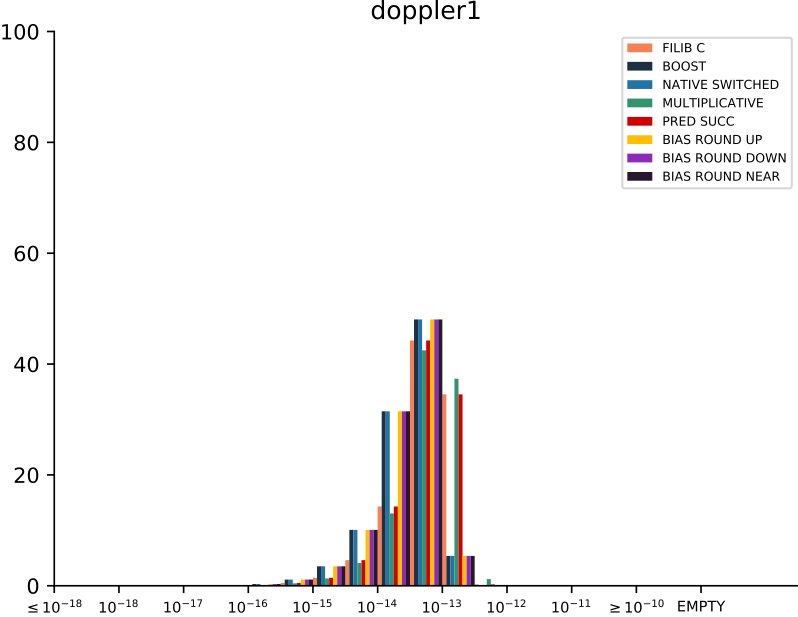 doppler1
100
80
60
40
20
0
FILIB C
BOOST
NATIVE SWITCHED
MULTIPLICATIVE
PRED SUCC
BIAS ROUND UP
BIAS ROUND DOWN
BIAS ROUND NEAR
≤10⁻¹⁸ 10⁻¹⁸ 10⁻¹⁷ 10⁻¹⁶ 10⁻¹⁵ 10⁻¹⁴ 10⁻¹³ 10⁻¹² 10⁻¹¹ ≥10⁻¹⁰ EMPTY